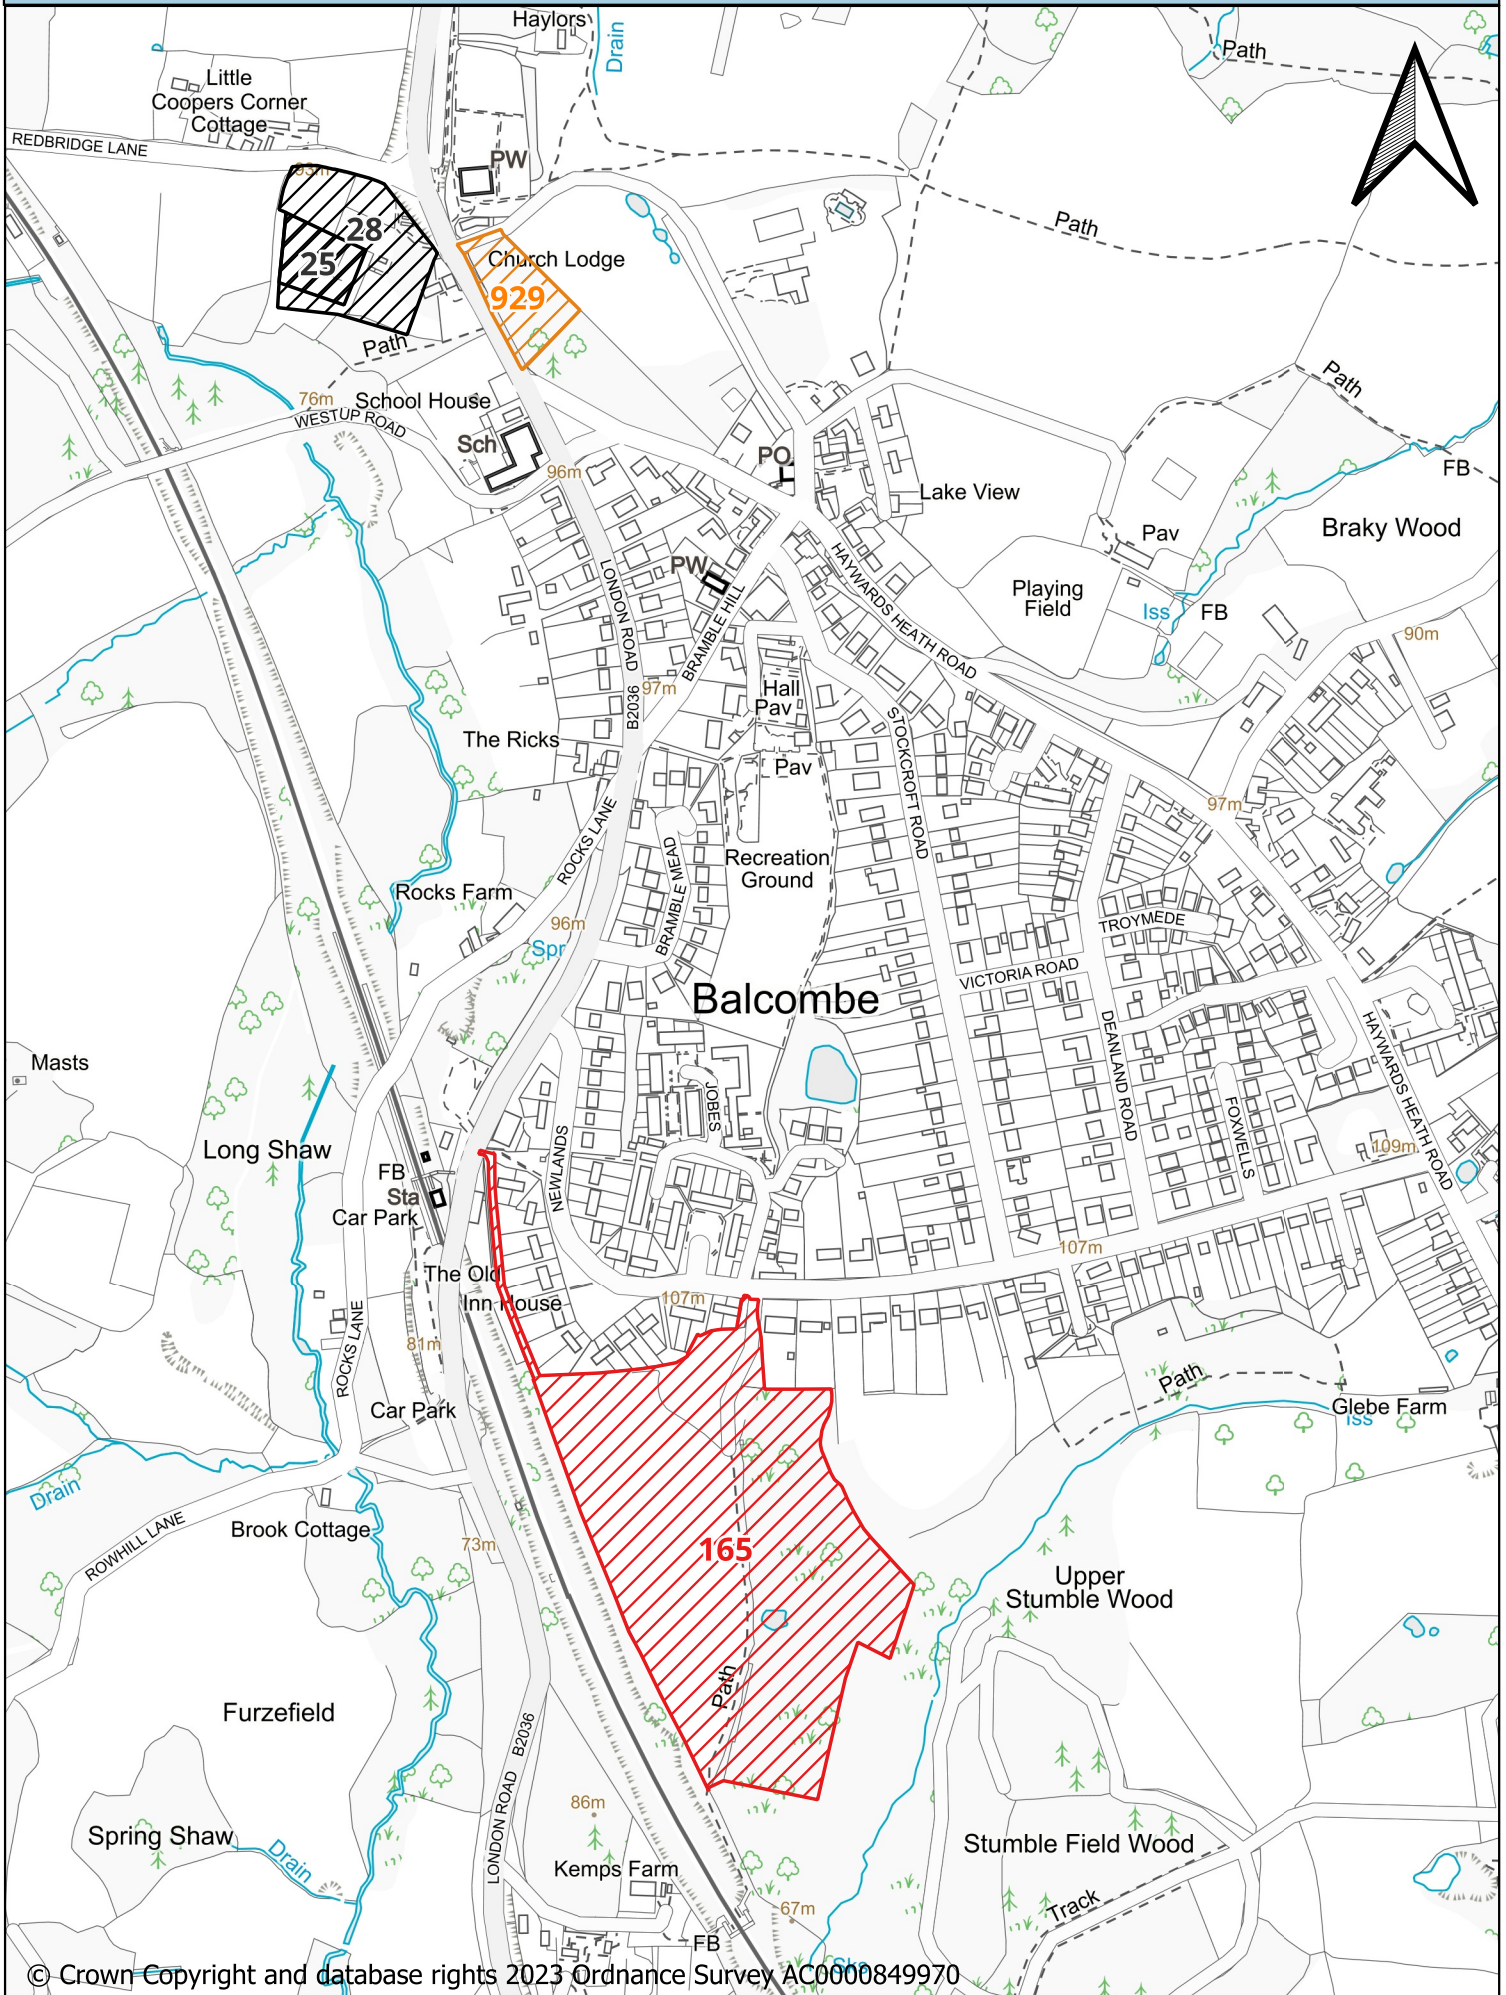 Haylors
Drain
Path
Little
Coopers Corner
Cottage
REDBRIDGE LANE
PW
93m
28
25
Church Lodge
929
Path
Path
Path
76m
School House
WESTUP ROAD
Sch
96m
PO
Lake View
FB
Braky Wood
Pav
Playing
Field
Iss
FB
90m
PW
LONDON ROAD
B2036
BRAMBLE HILL
HAYWARDS HEATH ROAD
97m
Hall
Pav
The Ricks
Pav
STOCKCROFT ROAD
97m
ROCKS LANE
BRAMBLE MEAD
Recreation
Ground
Rocks Farm
96m
Spr
TROYMEDE
VICTORIA ROAD
Balcombe
DEANLAND ROAD
HAYWARDS HEATH ROAD
Masts
JOBES
FOXWELLS
NEWLANDS
Long Shaw
109m
FB
Sta
Car Park
107m
The Old
Inn House
107m
ROCKS LANE
81m
Path
Car Park
Glebe Farm
Iss
Drain
Brook Cottage
ROWHILL LANE
73m
165
Upper
Stumble Wood
Path
Furzefield
LONDON ROAD
B2036
86m
Spring Shaw
Drain
Stumble Field Wood
Kemps Farm
Track
67m
FB
Sks
© Crown Copyright and database rights 2023 Ordnance Survey AC0000849970